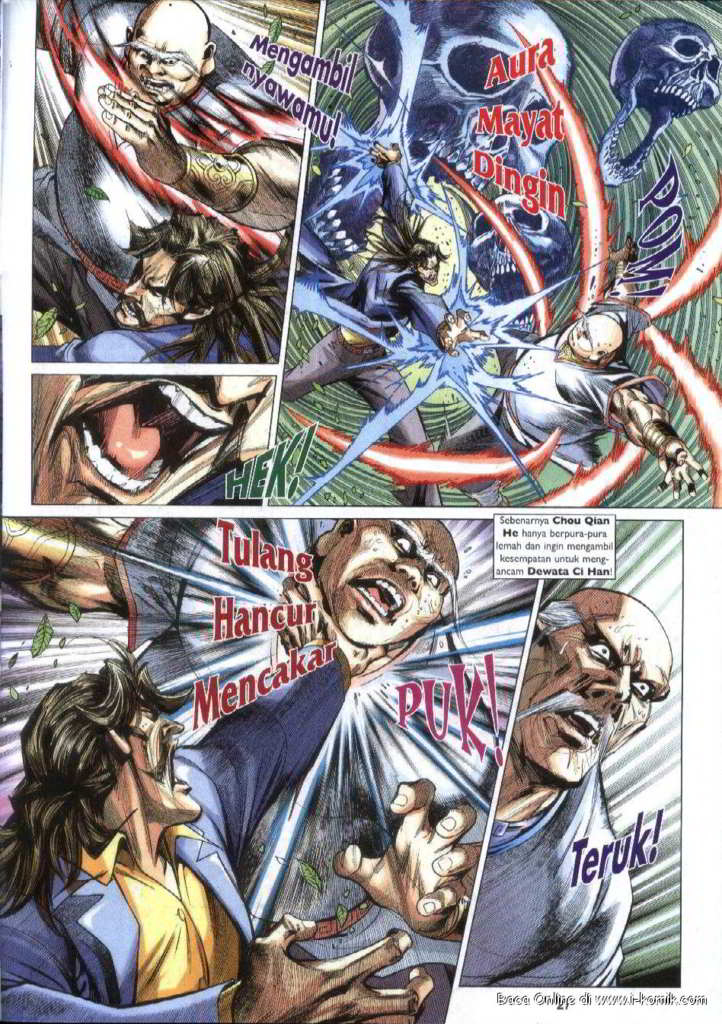 Mengambil
nyawamu!
Aura
Mayat
Dingin
POM!
HEK!
Tulang
Hancur
Mencakar
PUK!
Sebenarnya Chou Qian
He hanya berpura-pura
lemah dan ingin mengambil
kesempatan untuk meng-
ancam Dewata Ci Han!
Teruk!
Baca Online di www.i-komik.com
27